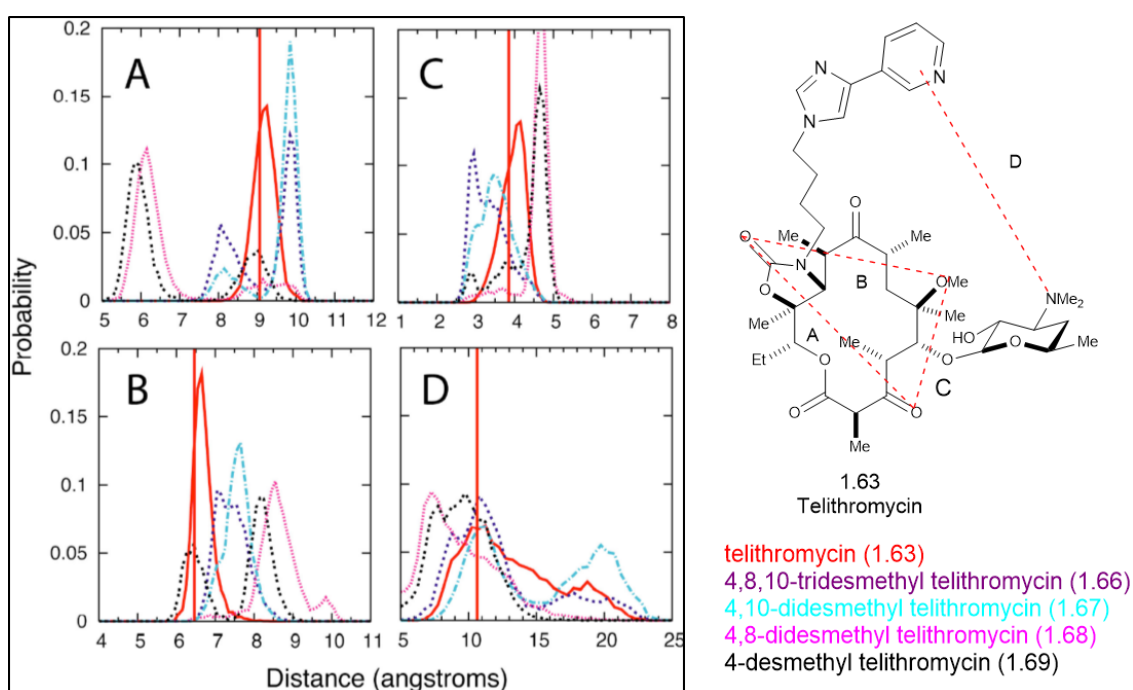 0.2
0.15
0.1
0.05
0
A
5 6 7 8 9 10 11 12
C
1 2 3 4 5 6 7 8
0.2
0.15
0.1
0.05
0
B
4 5 6 7 8 9 10 11
D
5 10 15 20 25
Probability
Distance (angstroms)
N
N
N
D
O
Me
Me
O
O
N
B
OMe
NMe₂
O
Me
Me
HO
A
Me
O
Me
Et
O
O
C
O
O
Me
1.63
Telithromycin
telithromycin (1.63)
4,8,10-tridesmethyl telithromycin (1.66)
4,10-didesmethyl telithromycin (1.67)
4,8-didesmethyl telithromycin (1.68)
4-desmethyl telithromycin (1.69)